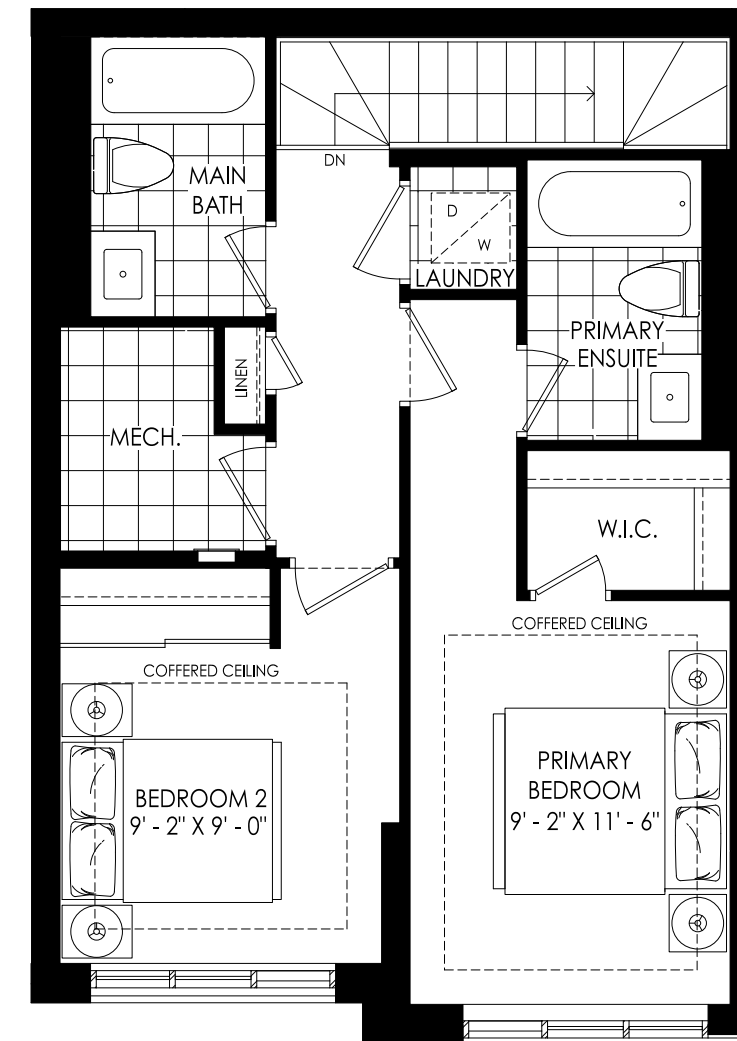 DN
MAIN
BATH
D
W
LAUNDRY
PRIMARY
ENSUITE
LINEN
MECH.
W.I.C.
COFFERED CEILING
COFFERED CEILING
BEDROOM 2
9' - 2" X 9' - 0"
PRIMARY
BEDROOM
9' - 2" X 11' - 6"